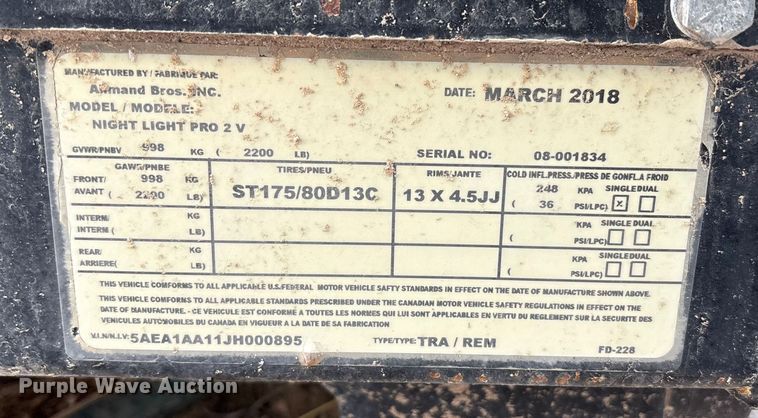 MANUFACTURED BY / FABRIQUE PAR:
Allmand Bros. INC. DATE: MARCH 2018
MODEL / MODELE:
NIGHT LIGHT PRO 2 V
GVWR/PNBV 998 KG ( 2200 LB) SERIAL NO: 08-001834
GAWR/PNBE TIRES/PNEU RIMS/JANTE COLD INFL.PRESS./PRESS DE GONFL.A FROID
FRONT/ 998 KG ST175/80D13C 13 X 4.5JJ 248 KPA SINGLE DUAL
AVANT ( 2200 LB) ( 36 PSI/LPC) X
INTERM/ KG KPA SINGLE DUAL
INTERM ( LB) ( PSI/LPC)
REAR/ KG KPA SINGLE DUAL
ARRIERE( LB) ( PSI/LPC)
THIS VEHICLE CONFORMS TO ALL APPLICABLE U.S.FEDERAL MOTOR VEHICLE SAFTY STANDARDS IN EFFECT ON THE DATE OF MANUFACTURE SHOWN ABOVE.
THIS VEHICLE CONFORMS TO ALL APPLICABLE STANDARDS PRESCRIBED UNDER THE CANADIAN MOTOR VEHICLE SAFETY REGULATIONS IN EFFECT ON THE
DATE OF MANUFACTURE - CE VEHICULE EST CONFORME A TOUTES LES NORMES QUI LUI SONT APPLICABLES EN VERTU DU REGLEMENT SUR LA SECURITE DES
VEHICULES AUTOMOBILES DU CANADA EN VIGUEUR A LA DATE DE SA FABRICATION
V.I.N/N.I.V: 5AEA1AA11JH000895 TYPE/TYPE: TRA / REM FD-228
Purple Wave Auction